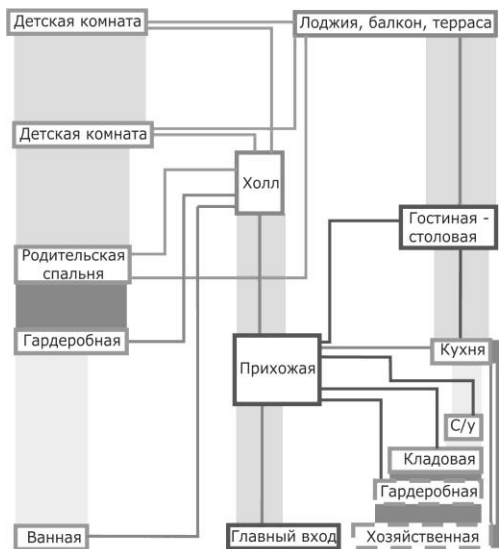 Детская комната
Лоджия, балкон, терраса
Детская комната
Холл
Гостиная -
столовая
Родительская
спальня
Гардеробная
Прихожая
Кухня
С/у
Кладовая
Гардеробная
Ванная
Главный вход
Хозяйственная